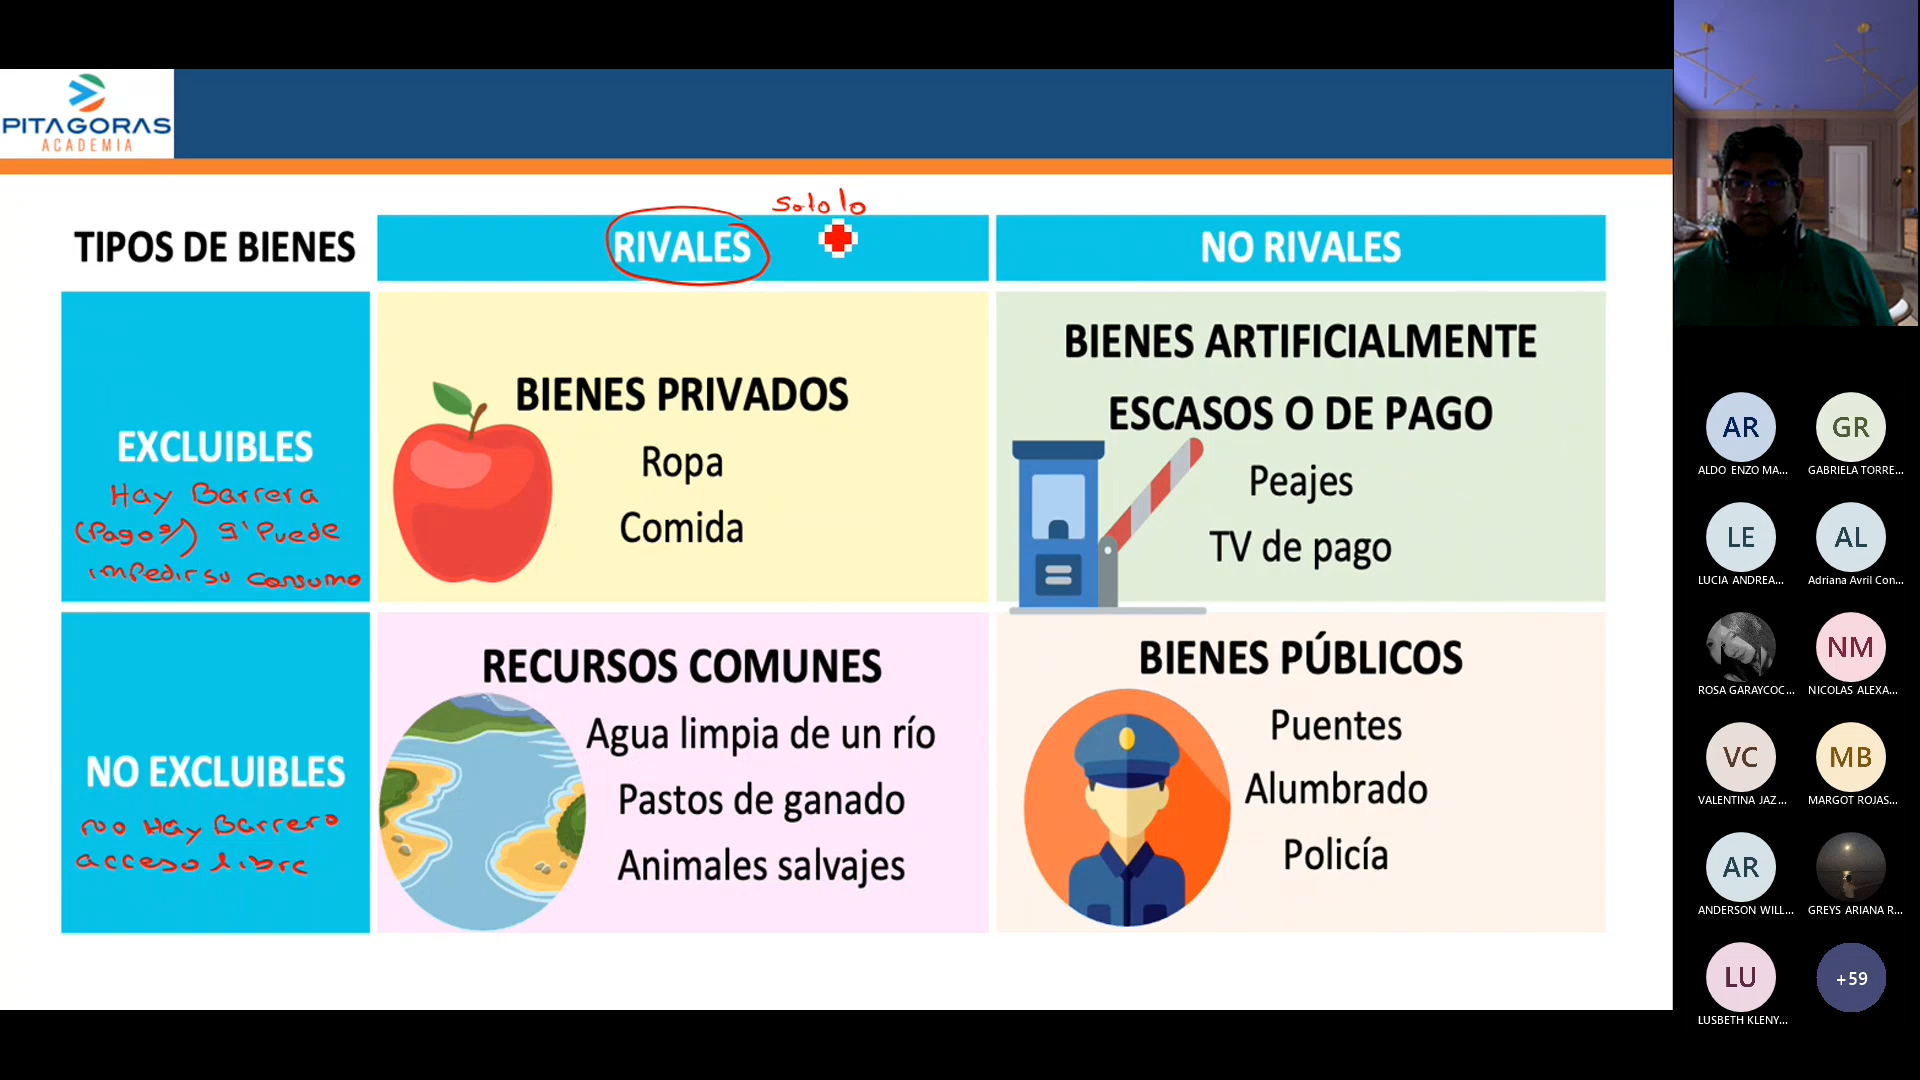 PITAGORAS
ACADEMIA
Solo lo
TIPOS DE BIENES
RIVALES
NO RIVALES
EXCLUIBLES
Hay Barrera
(Pagos) q' Puede
impedir su consumo
BIENES PRIVADOS
Ropa
Comida
BIENES ARTIFICIALMENTE
ESCASOS O DE PAGO
Peajes
TV de pago
NO EXCLUIBLES
no Hay Barrera
acceso libre
RECURSOS COMUNES
Agua limpia de un río
Pastos de ganado
Animales salvajes
BIENES PÚBLICOS
Puentes
Alumbrado
Policía
AR
ALDO ENZO MA...
GR
GABRIELA TORRE...
LE
LUCIA ANDREA...
AL
Adriana Avril Con...
ROSA GARAYCOC...
NM
NICOLAS ALEXA...
VC
VALENTINA JAZ...
MB
MARGOT ROJAS...
AR
ANDERSON WILL...
GREYS ARIANA R...
LU
LUSBETH KLENY...
+59